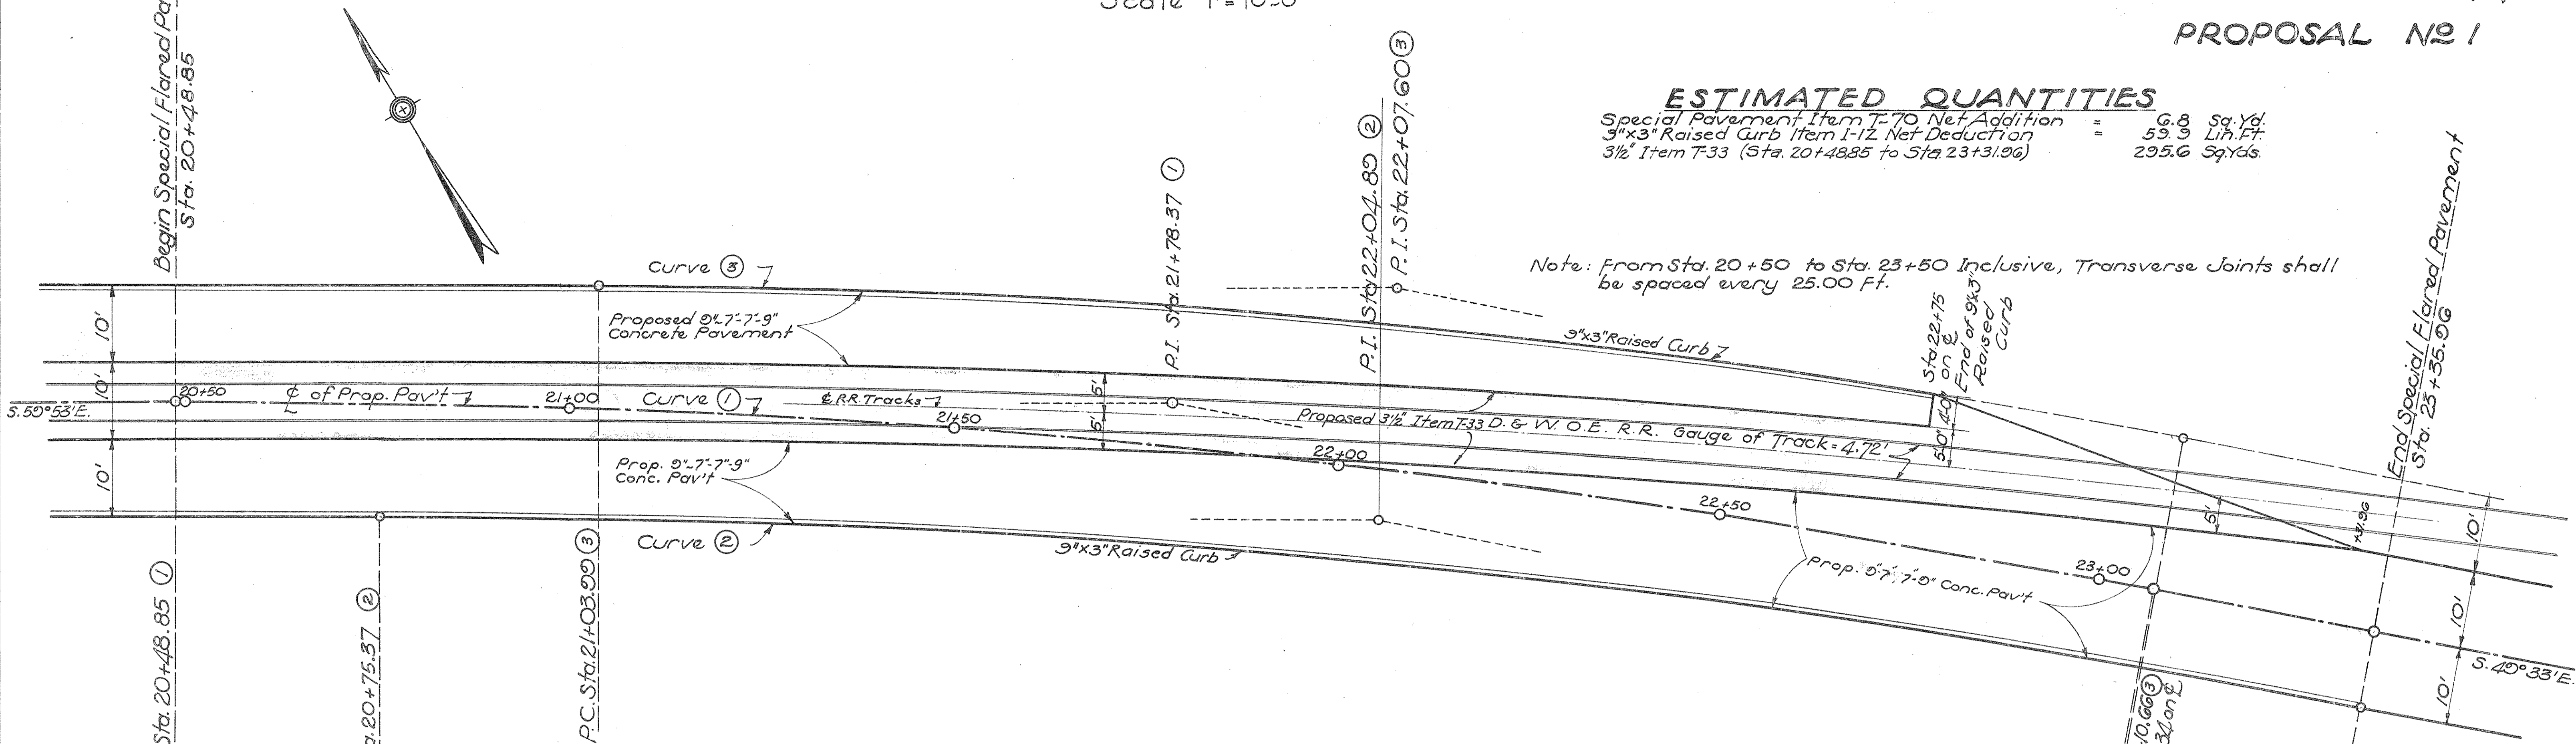 Scale 1"=10'-0"
PROPOSAL Nº 1
ESTIMATED QUANTITIES
Special Pavement Item T-70 Net Addition = 6.8 Sq.Yd.
9"x3" Raised Curb Item I-12 Net Deduction = 59.9 Lin.Ft.
3½" Item T-33 (Sta. 20+48.85 to Sta. 23+31.96) 295.6 Sq.Yds.
Note: From Sta. 20+50 to Sta. 23+50 Inclusive, Transverse Joints shall
be spaced every 25.00 Ft.
Begin Special Flared
Sta. 20+48.85
P.I. Sta. 21+78.37 ①
P.I. Sta 22+04.89 ②
P.I. Sta. 22+07.60 ③
Sta. 22+75
on ℄
End of 9"x3"
Raised
Curb
End Special Flared Pavement
Sta. 23+35.96
Curve ③
Proposed 9"-7"-7"-9"
Concrete Pavement
9"x3" Raised Curb
10'
10'
10'
S.59°53'E.
20+50
℄ of Prop. Pav't
21+00
Curve ①
℄ R.R. Tracks
21+50
5'
5'
Proposed 3½" Item T-33 D. & W. O.E. R.R. Gauge of Track = 4.72'
22+00
22+50
23+00
4.0'
5.0'
5'
+31.96
Prop. 9"-7"-7"-9"
Conc. Pav't
Curve ②
9"x3" Raised Curb
Prop. 9"-7"-7"-9" Conc. Pav't
10'
10'
10'
S.49°33'E.
Sta. 20+48.85 ①
20+75.37 ②
P.C. Sta. 21+03.99 ③
10.66 ③
34 on ℄